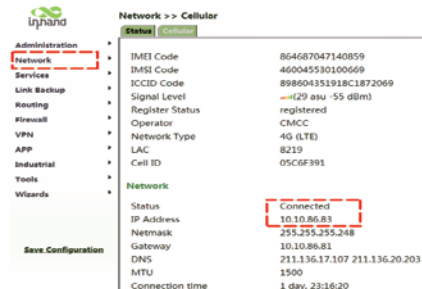 inhand
Network >> Cellular
Status Cellular
Administration
Network
Services
Link Backup
Routing
Firewall
VPN
APP
Industrial
Tools
Wizards
Save Configuration
IMEI Code 864687047140859
IMSI Code 460045530100669
ICCID Code 898604351918C1872069
Signal Level (29 asu -55 dBm)
Register Status registered
Operator CMCC
Network Type 4G (LTE)
LAC 8219
Cell ID 05C6F391
Network
Status Connected
IP Address 10.10.86.83
Netmask 255.255.255.248
Gateway 10.10.86.81
DNS 211.136.17.107 211.136.20.203
MTU 1500
Connection time 1 day, 23:16:20